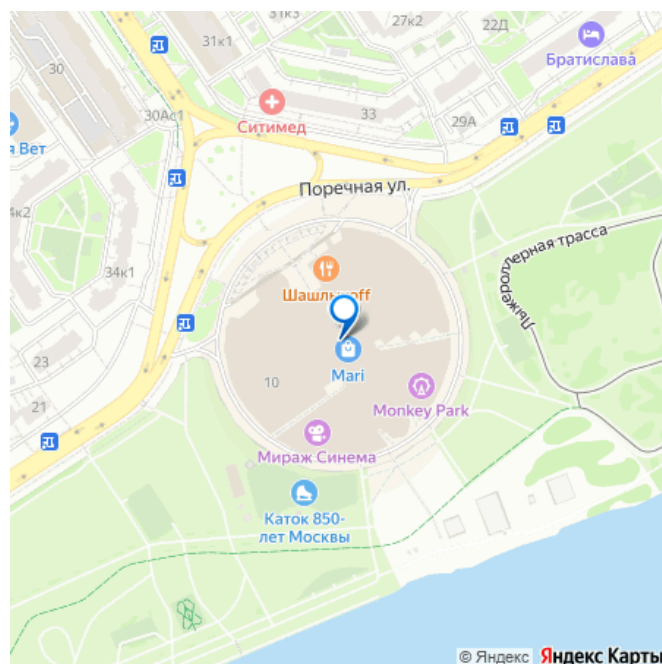 31к3
27к2
22Д
31к1
Братислава
30
30Ас1
33
29А
Ситимед
я Вет
Поречная ул.
4к2
34к1
Лыжероллерная трасса
Шашлыкоff
23
Mari
10
21
Monkey Park
Мираж Синема
Каток 850-
лет Москвы
© Яндекс Яндекс Карты